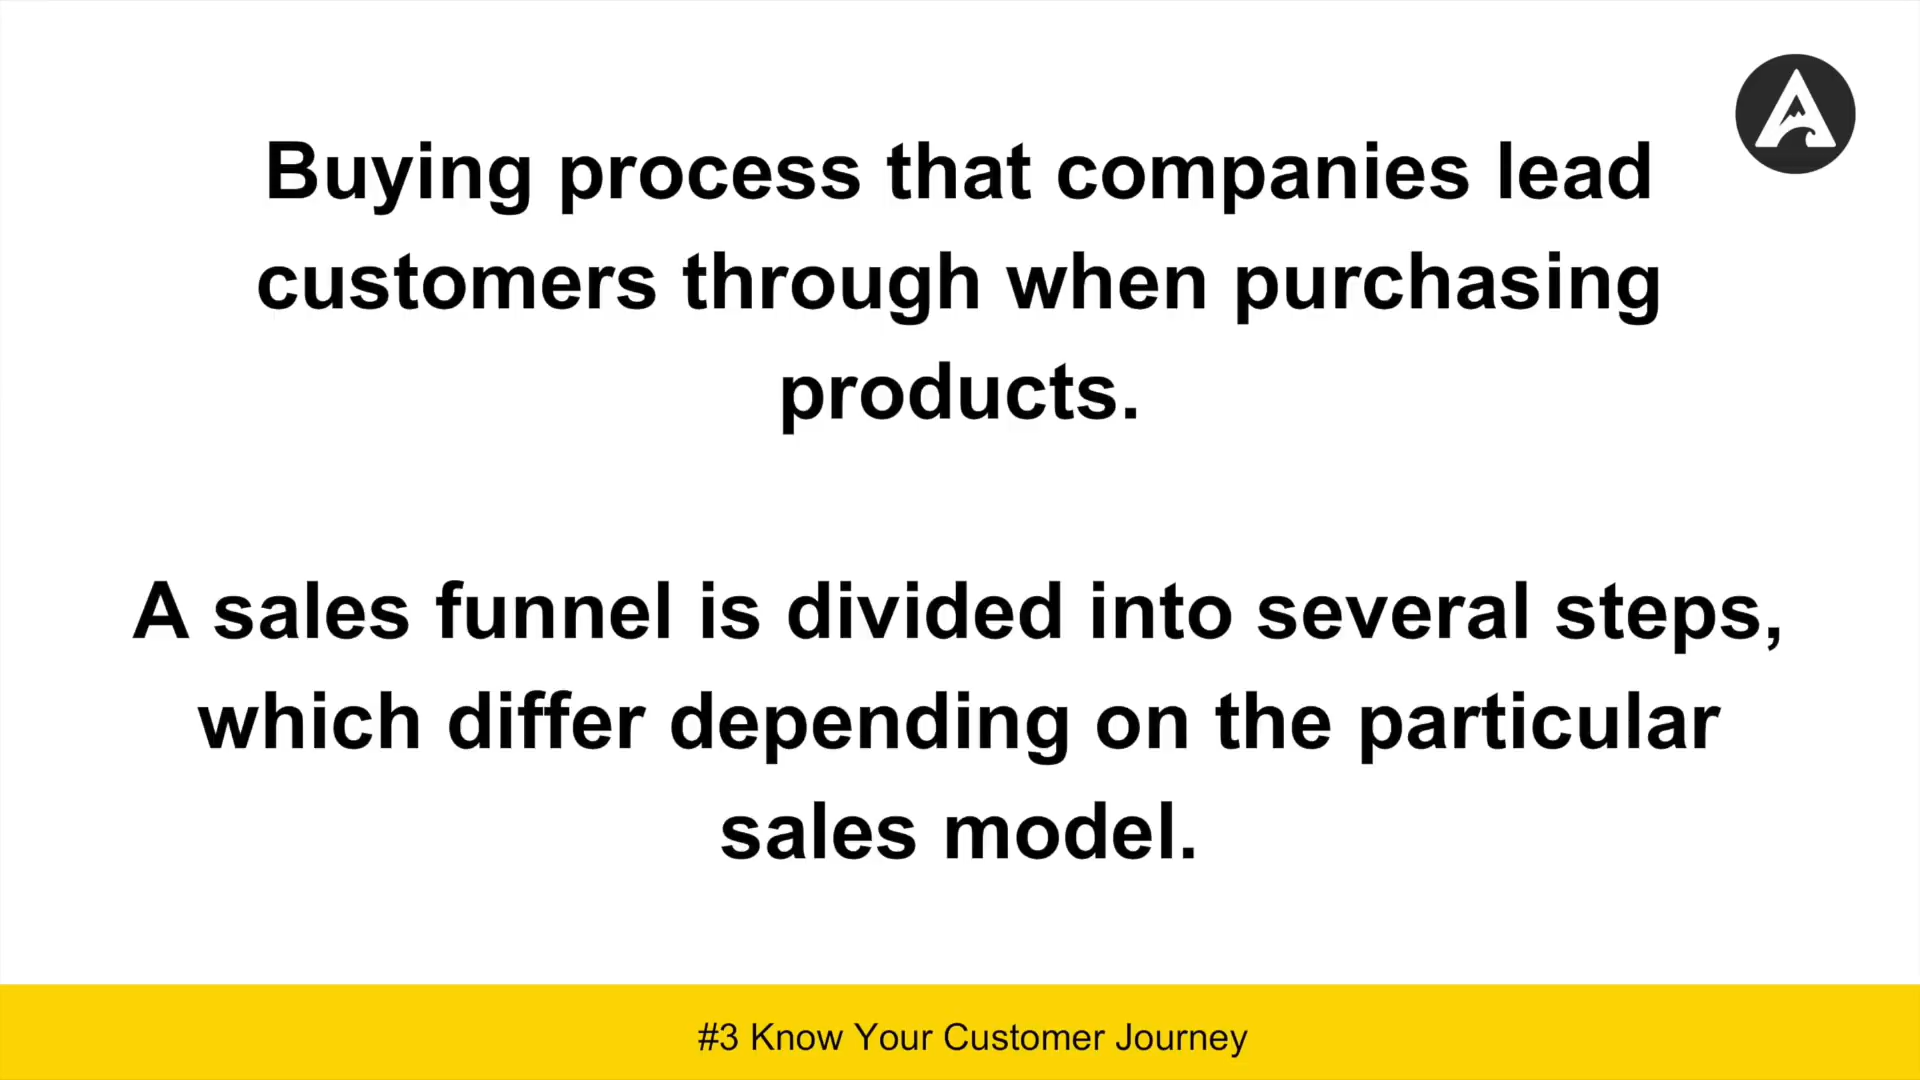 Buying process that companies lead
customers through when purchasing
products.
A sales funnel is divided into several steps,
which differ depending on the particular
sales model.
#3 Know Your Customer Journey